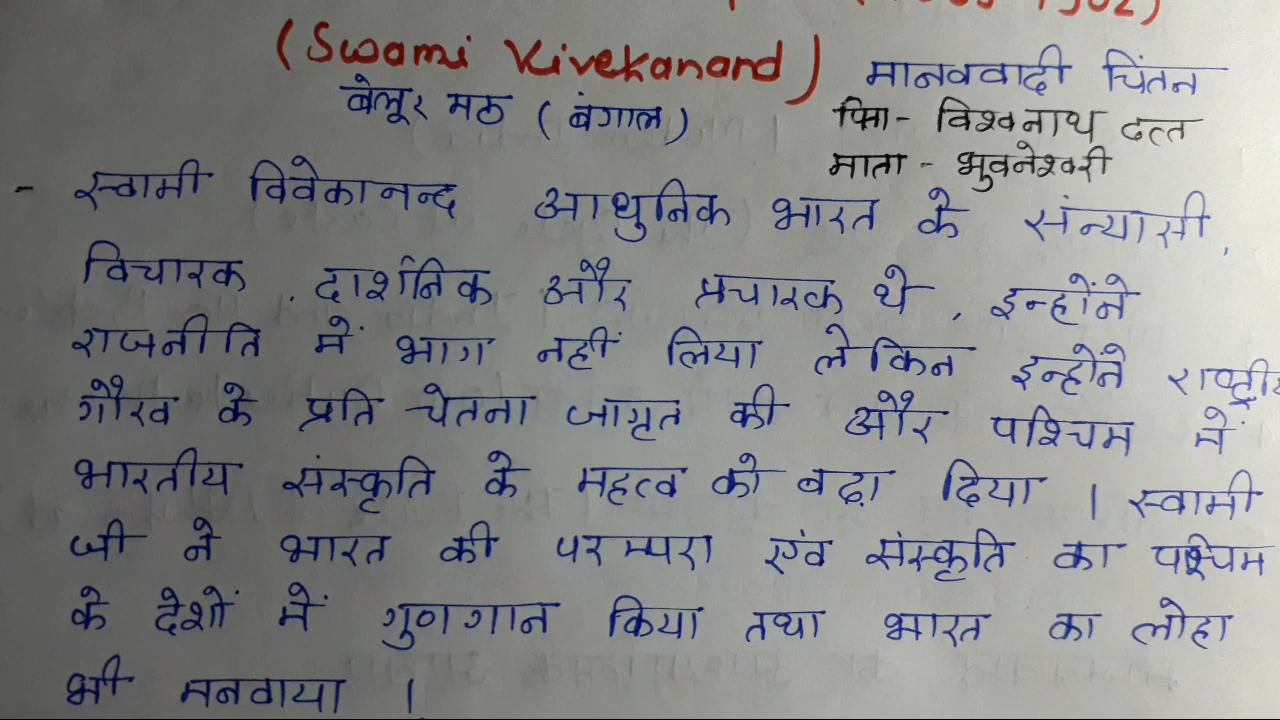 (Swami Vivekanand)
मानववादी चिंतन
बेलूर मठ (बंगाल)
पिता - विश्वनाथ दत्त
माता - भुवनेश्वरी
- स्वामी विवेकानन्द आधुनिक भारत के संन्यासी,
विचारक, दार्शनिक और प्रचारक थे, इन्होंने
राजनीति में भाग नहीं लिया लेकिन इन्होंने राष्ट्रीय
गौरव के प्रति चेतना जागृत की और पश्चिम में
भारतीय संस्कृति के महत्व को बढ़ा दिया ।  स्वामी
जी ने भारत की परम्परा एवं संस्कृति का पश्चिम
के देशों में गुणगान किया तथा भारत का लोहा
भी मनवाया ।